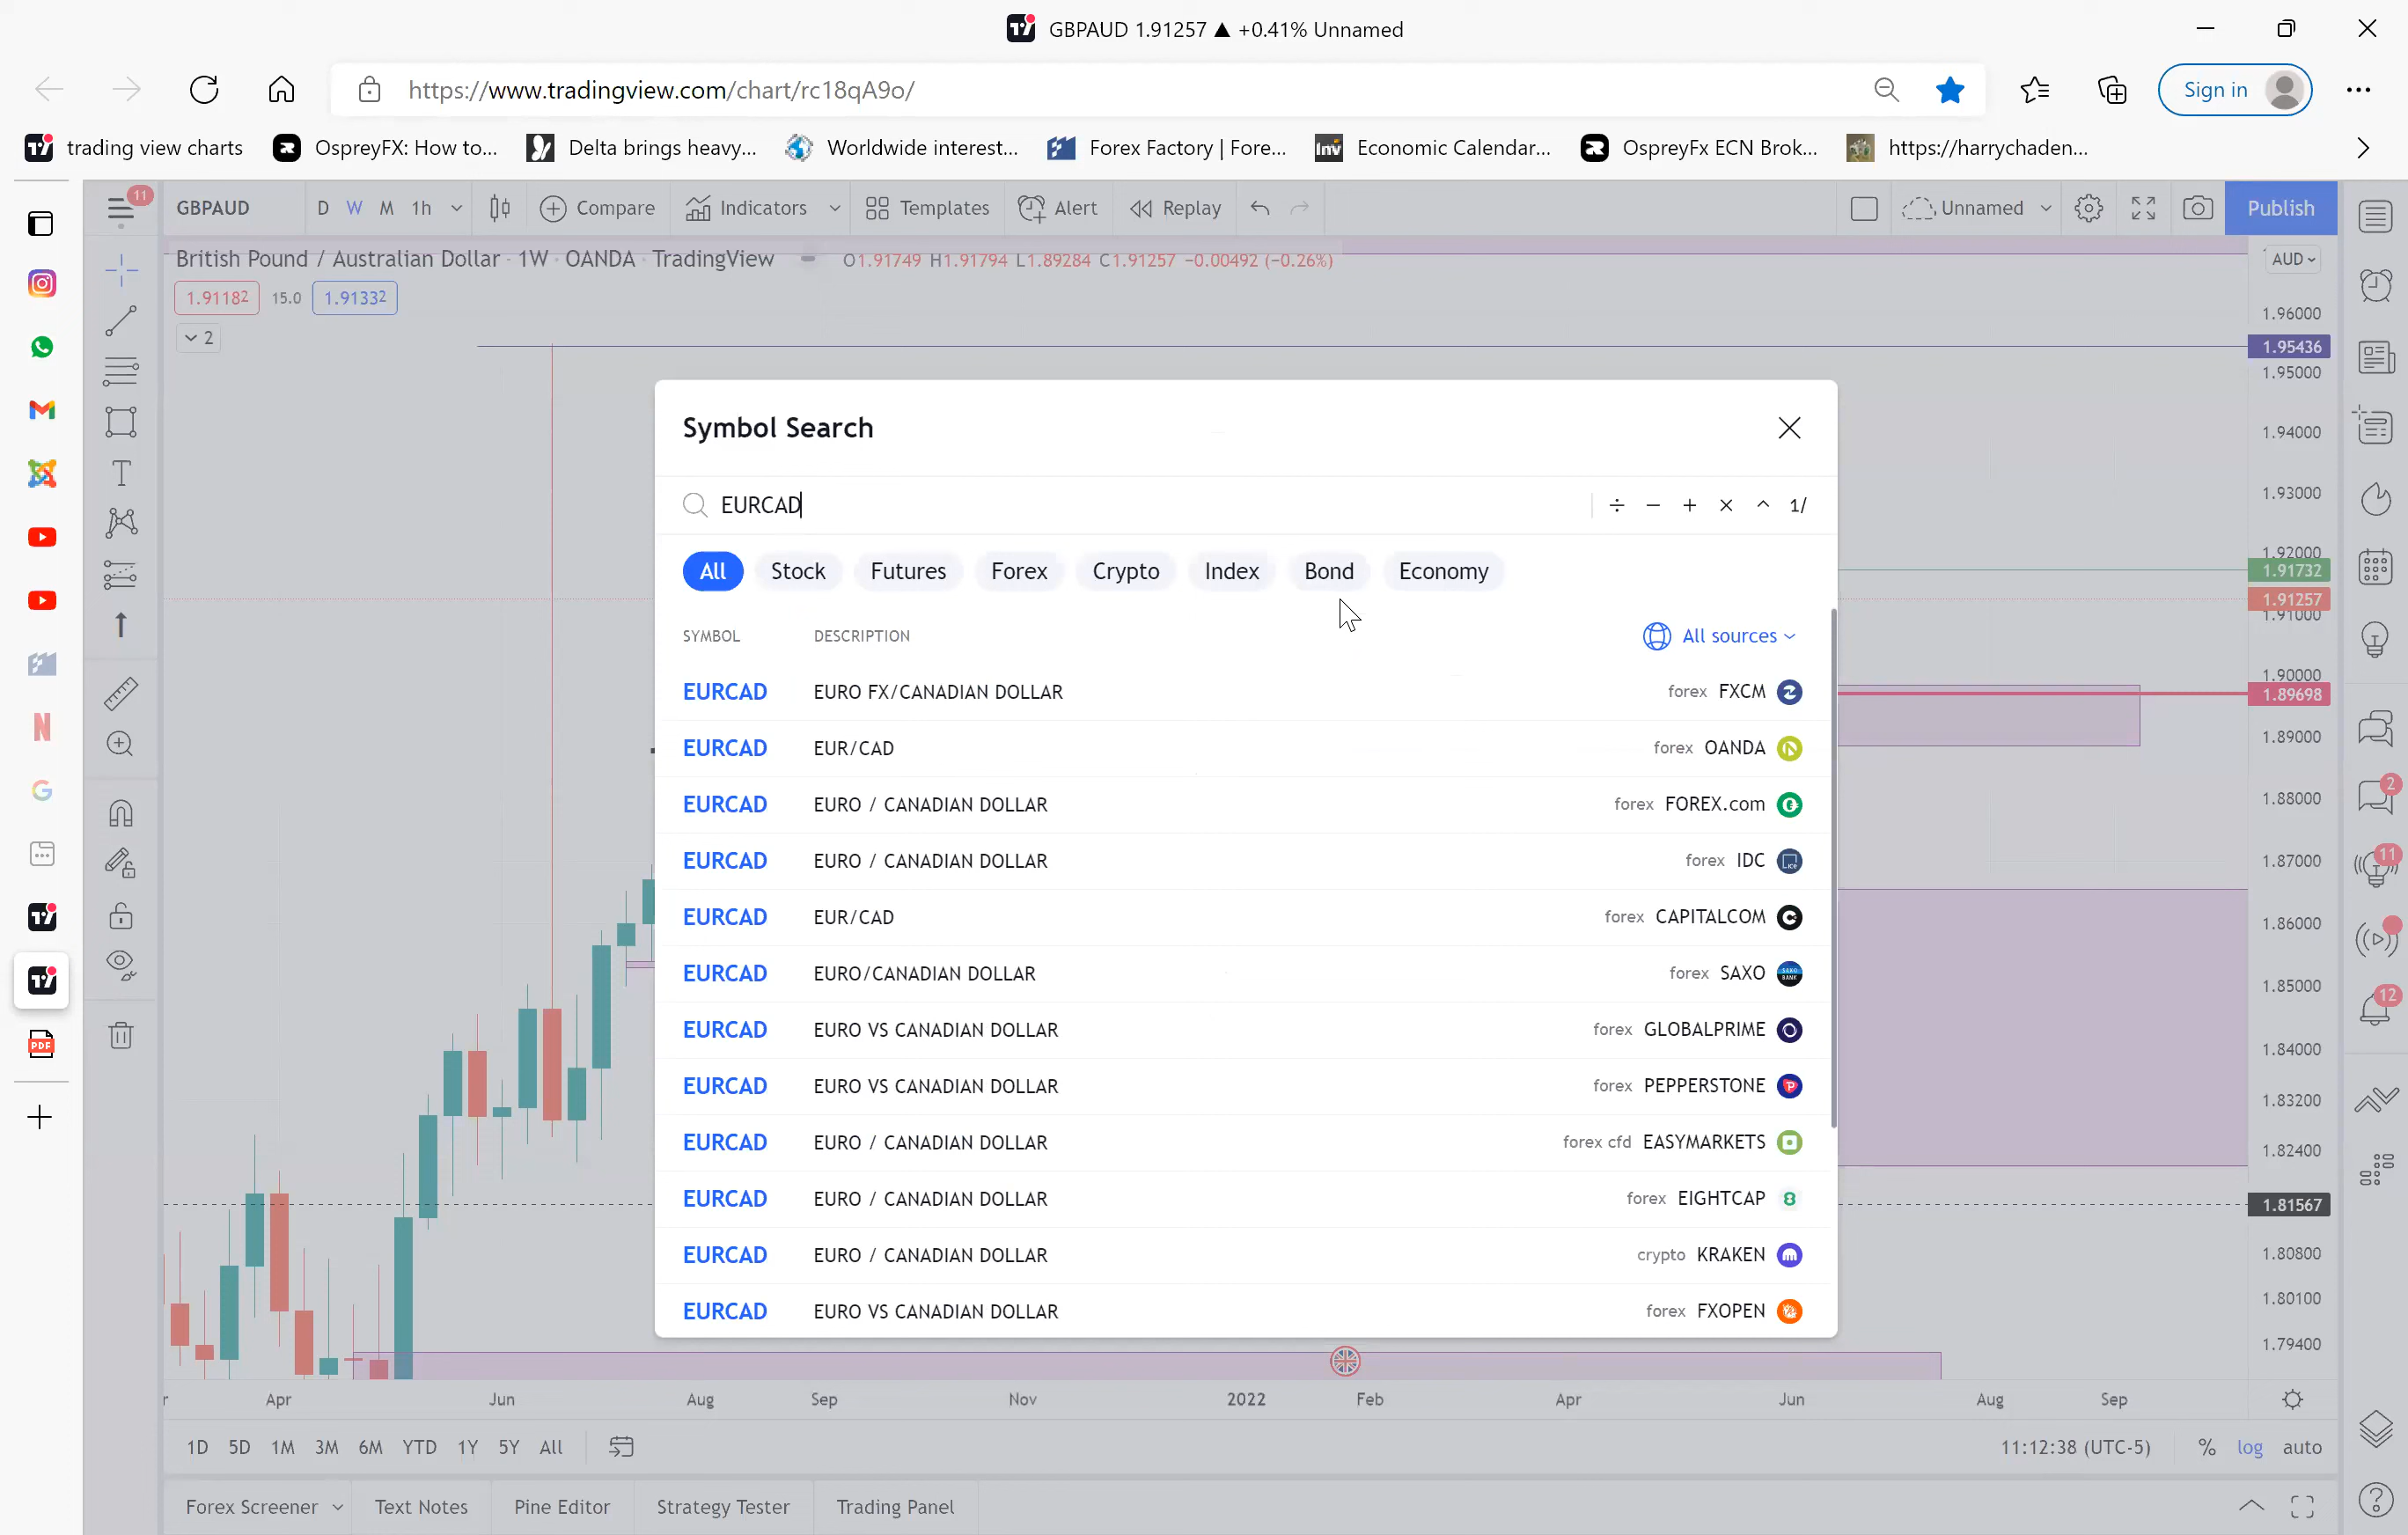 GBPAUD 1.91257 ▲ +0.41% Unnamed
https://www.tradingview.com/chart/rc18qA9o/
Sign in
trading view charts OspreyFX: How to... Delta brings heavy... Worldwide interest... Forex Factory | Fore... Inv Economic Calendar... OspreyFx ECN Brok... https://harrychaden...
11 GBPAUD D W M 1h Compare Indicators Templates Alert Replay Unnamed Publish
British Pound / Australian Dollar · 1W · OANDA · TradingView O1.91749 H1.91794 L1.89284 C1.91257 −0.00492 (−0.26%)
AUD
1.91182 15.0 1.91332
2
1.96000
1.95436
1.95000
1.94000
1.93000
1.92000
1.91732
1.91257
1.91000
1.90000
1.89698
1.89000
1.88000
1.87000
1.86000
1.85000
1.84000
1.83200
1.82400
1.81567
1.80800
1.80100
1.79400
Symbol Search
EURCAD ÷ − + × ^ 1/
All Stock Futures Forex Crypto Index Bond Economy
SYMBOL DESCRIPTION All sources
EURCAD EURO FX/CANADIAN DOLLAR forex FXCM
EURCAD EUR/CAD forex OANDA
EURCAD EURO / CANADIAN DOLLAR forex FOREX.com
EURCAD EURO / CANADIAN DOLLAR forex IDC
EURCAD EUR/CAD forex CAPITALCOM
EURCAD EURO/CANADIAN DOLLAR forex SAXO
EURCAD EURO VS CANADIAN DOLLAR forex GLOBALPRIME
EURCAD EURO VS CANADIAN DOLLAR forex PEPPERSTONE
EURCAD EURO / CANADIAN DOLLAR forex cfd EASYMARKETS
EURCAD EURO / CANADIAN DOLLAR forex EIGHTCAP
EURCAD EURO / CANADIAN DOLLAR crypto KRAKEN
EURCAD EURO VS CANADIAN DOLLAR forex FXOPEN
2
11
12
PDF
Apr Jun Aug Sep Nov 2022 Feb Apr Jun Aug Sep
1D 5D 1M 3M 6M YTD 1Y 5Y All 11:12:38 (UTC-5) % log auto
Forex Screener Text Notes Pine Editor Strategy Tester Trading Panel